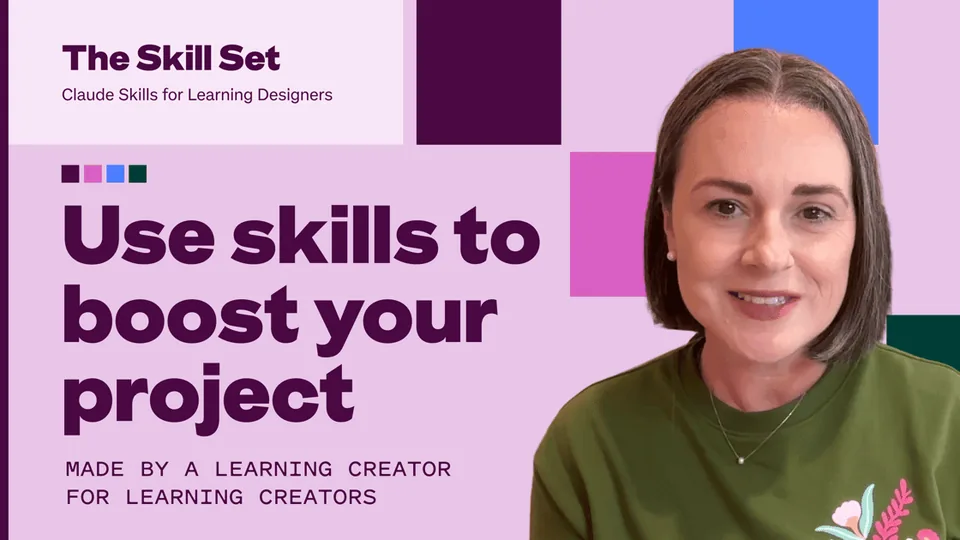 The Skill Set
Claude Skills for Learning Designers
Use skills to
boost your
project
MADE BY A LEARNING CREATOR
FOR LEARNING CREATORS